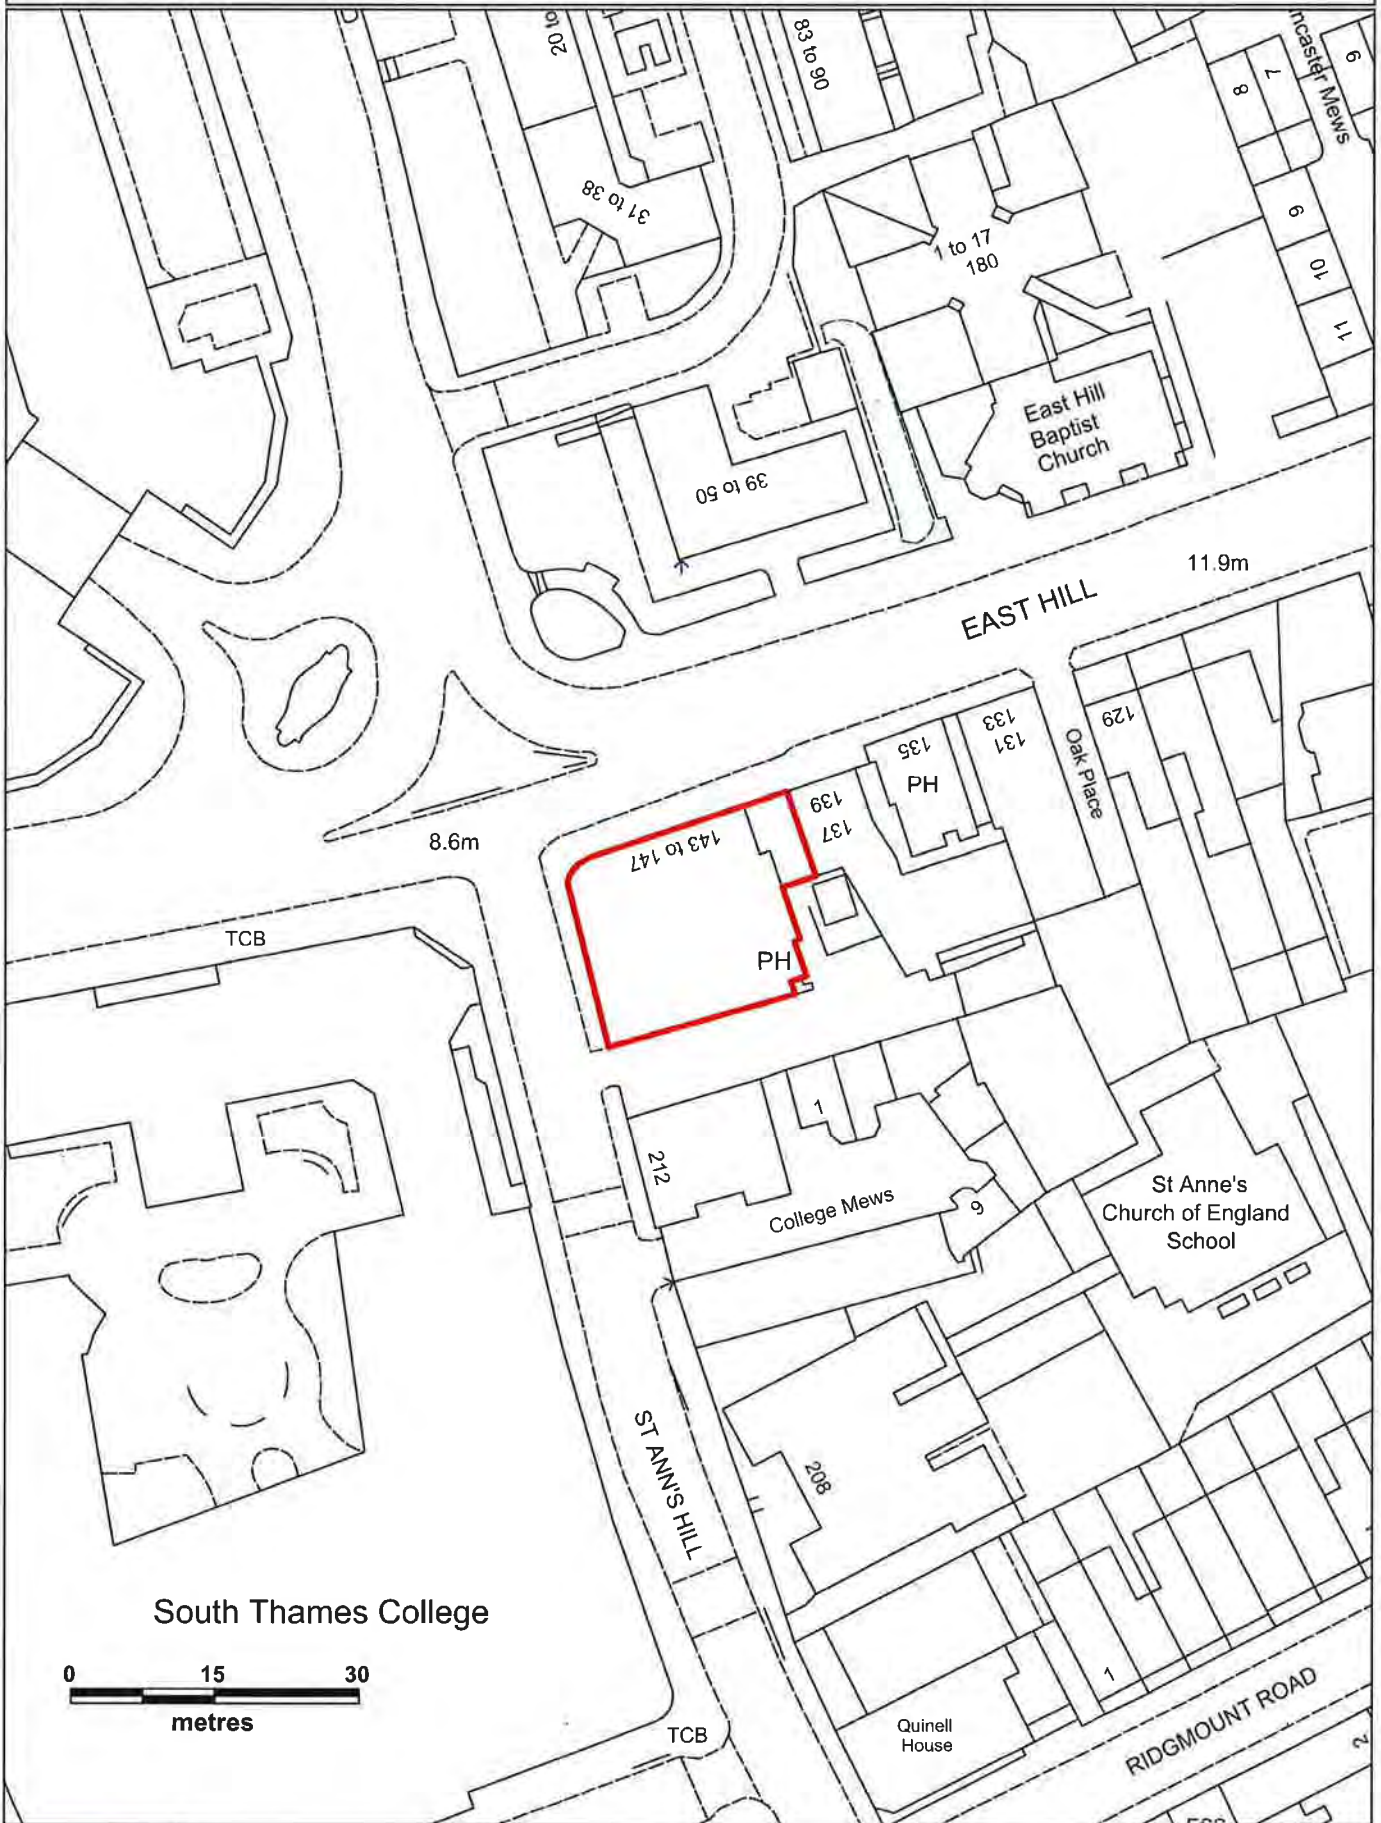 20 to
83 to 90
ncaster Mews
7
8
9
31 to 38
1 to 17
180
9
10
11
East Hill
Baptist
Church
39 to 50
11.9m
EAST HILL
133
131
129
135
PH
Oak Place
139
137
143 to 147
8.6m
TCB
PH
1
212
College Mews
9
St Anne's
Church of England
School
ST ANN'S HILL
208
South Thames College
0 15 30
metres
TCB
Quinell
House
1
RIDGMOUNT ROAD
2